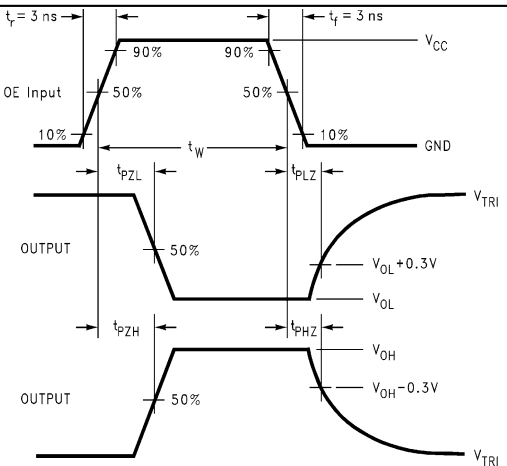 t_r = 3 ns
t_f = 3 ns
V_CC
90%
90%
OE Input
50%
50%
10%
10%
t_W
GND
t_PZL
t_PLZ
V_TRI
OUTPUT
50%
V_OL+0.3V
V_OL
t_PZH
t_PHZ
V_OH
V_OH−0.3V
OUTPUT
50%
V_TRI